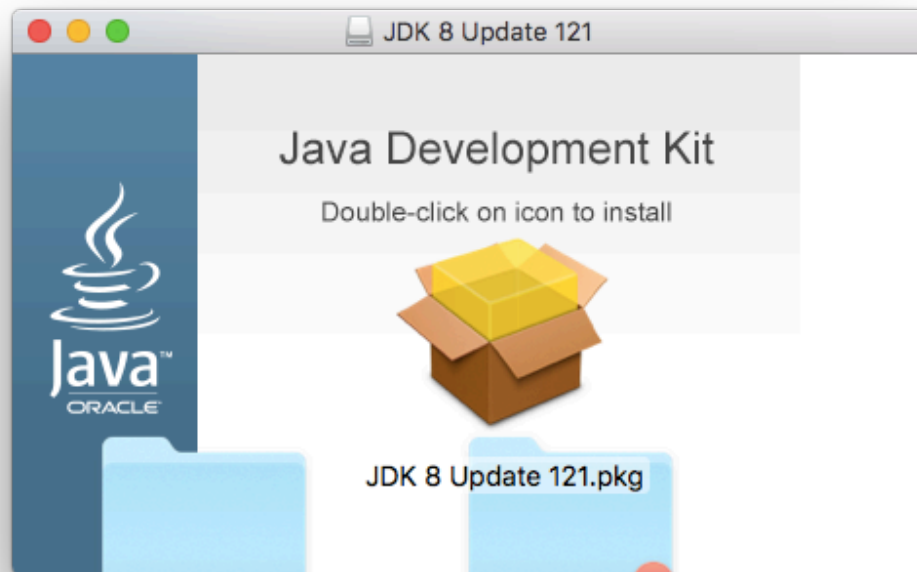 JDK 8 Update 121
Java Development Kit
Double-click on icon to install
Java™
ORACLE
JDK 8 Update 121.pkg